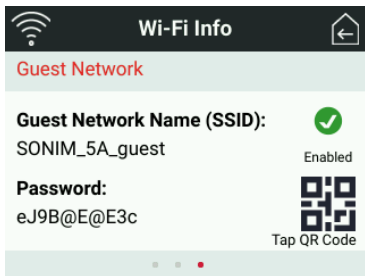 Wi-Fi Info
Guest Network
Guest Network Name (SSID):
SONIM_5A_guest
Enabled
Password:
eJ9B@E@E3c
Tap QR Code